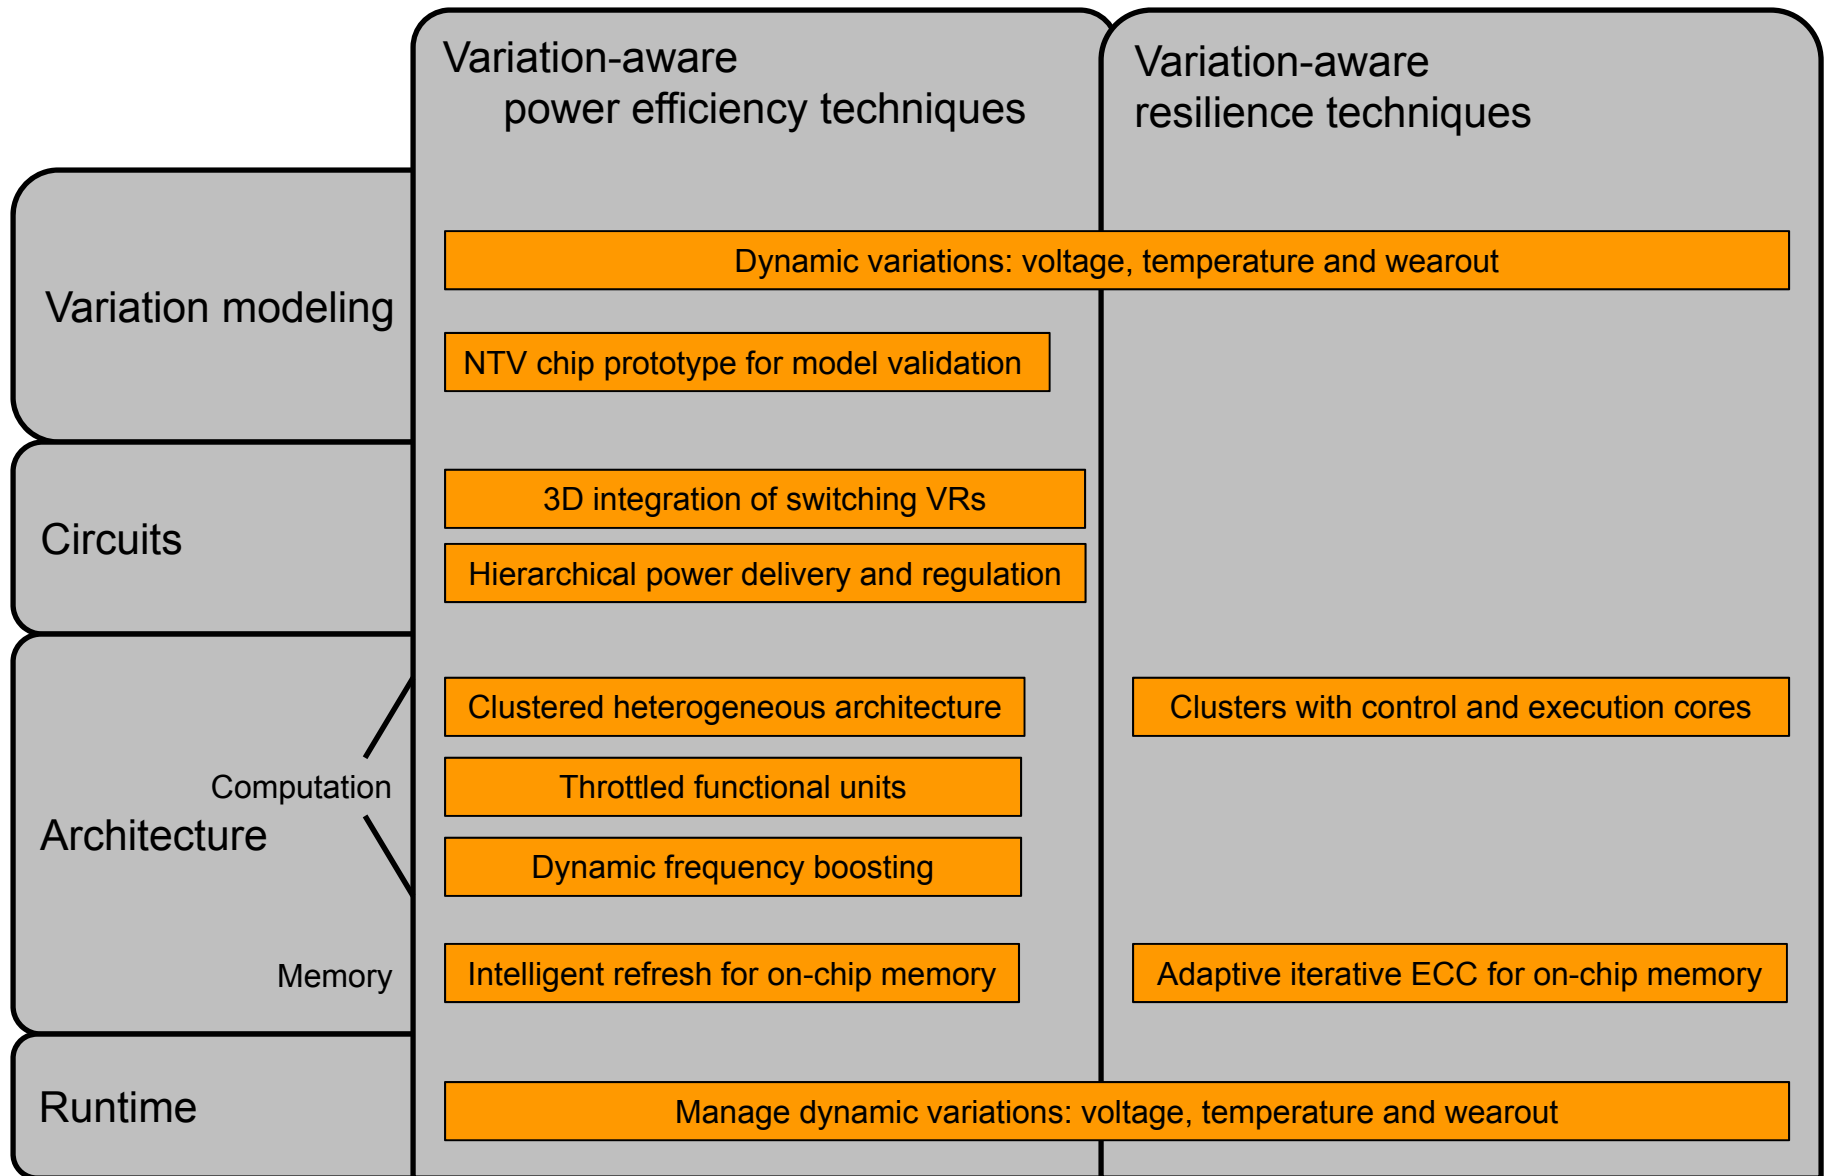 Variation-aware
power efficiency techniques
Variation-aware
resilience techniques
Variation modeling
Dynamic variations: voltage, temperature and wearout
NTV chip prototype for model validation
Circuits
3D integration of switching VRs
Hierarchical power delivery and regulation
Architecture
Computation
Clustered heterogeneous architecture
Clusters with control and execution cores
Throttled functional units
Dynamic frequency boosting
Memory
Intelligent refresh for on-chip memory
Adaptive iterative ECC for on-chip memory
Runtime
Manage dynamic variations: voltage, temperature and wearout